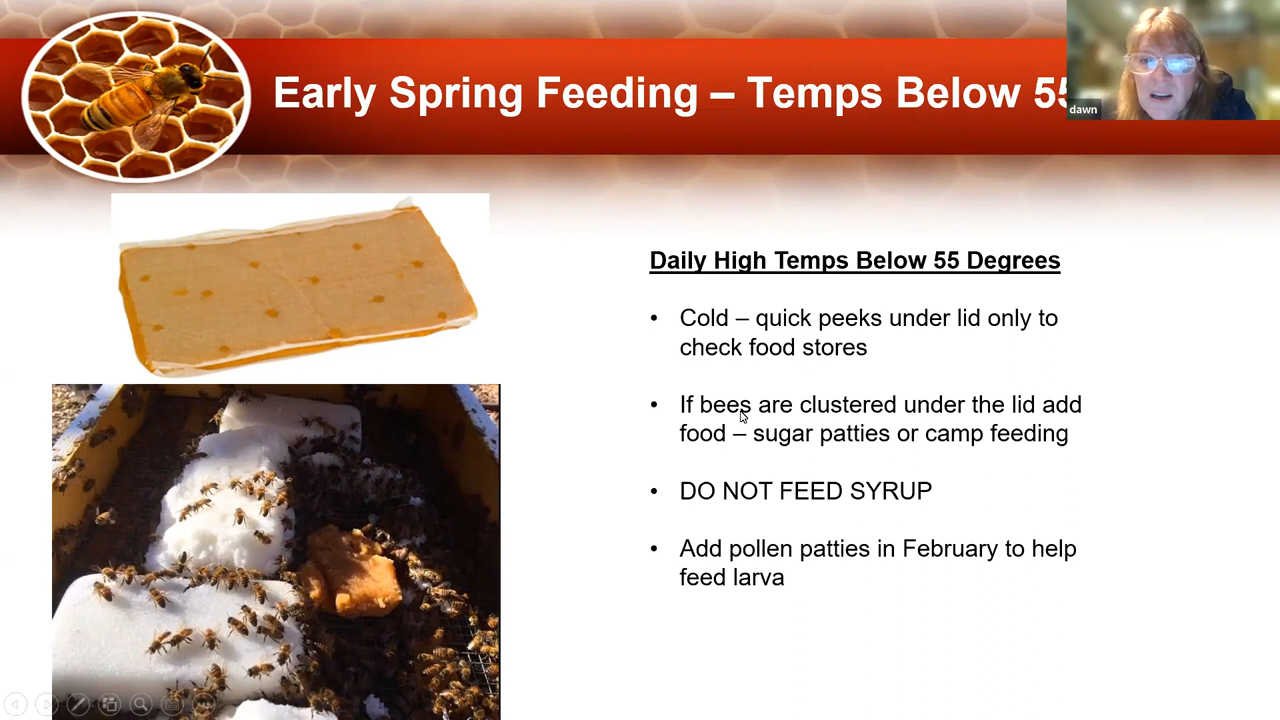 Early Spring Feeding – Temps Below 55
dawn
Daily High Temps Below 55 Degrees
• Cold – quick peeks under lid only to
check food stores
• If bees are clustered under the lid add
food – sugar patties or camp feeding
• DO NOT FEED SYRUP
• Add pollen patties in February to help
feed larva